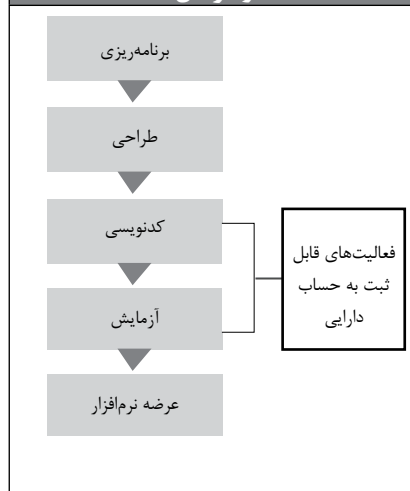 برنامه‌ریزی
طراحی
کدنویسی
آزمایش
عرضه نرم‌افزار
فعالیت‌های قابل
ثبت به حساب
دارایی